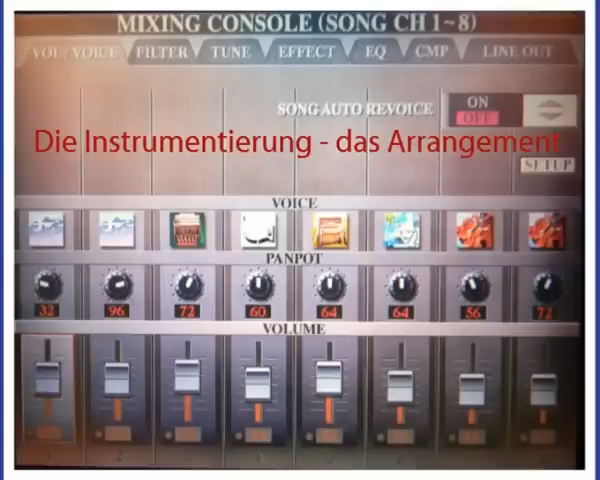 MIXING CONSOLE (SONG CH 1~8)
VOL/VOICE FILTER TUNE EFFECT EQ CMP LINE OUT
SONG AUTO REVOICE ON
OFF
Die Instrumentierung - das Arrangement
SETUP
VOICE
PANPOT
32 96 72 60 64 64 56 72
VOLUME